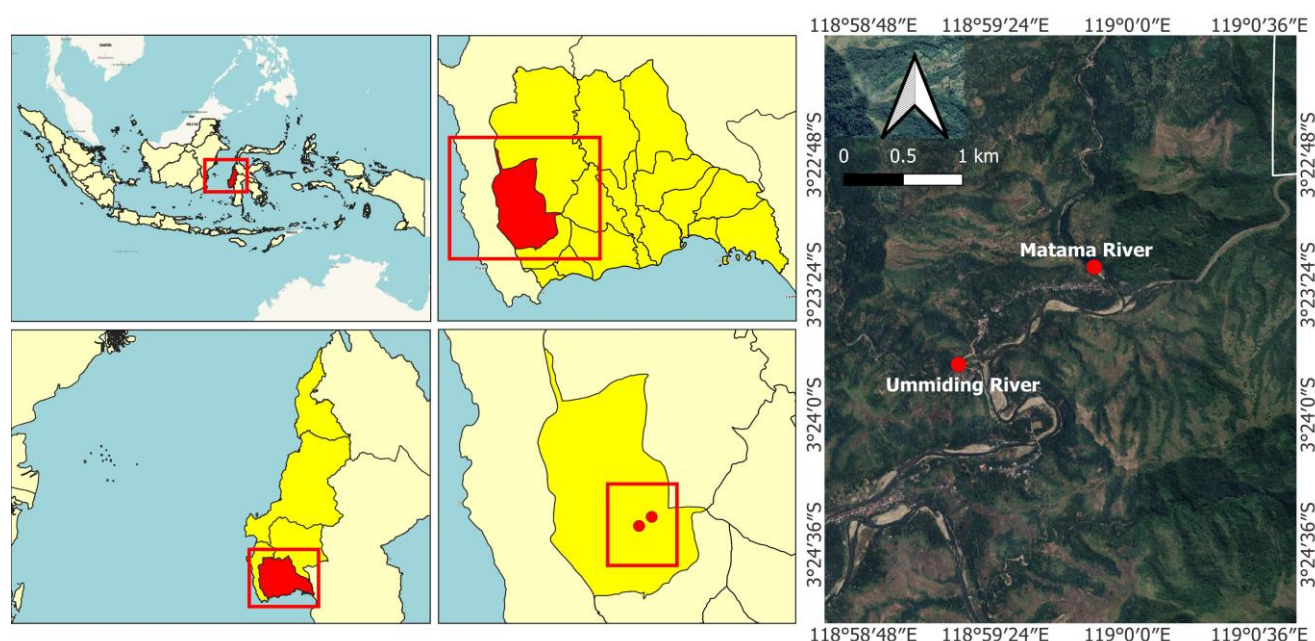 118°58′48″E 118°59′24″E 119°0′0″E 119°0′36″E
0 0.5 1 km
3°22′48″S
3°22′48″S
Matama River
3°23′24″S
3°23′24″S
Ummiding River
3°24′0″S
3°24′0″S
3°24′36″S
3°24′36″S
118°58′48″E 118°59′24″E 119°0′0″E 119°0′36″E